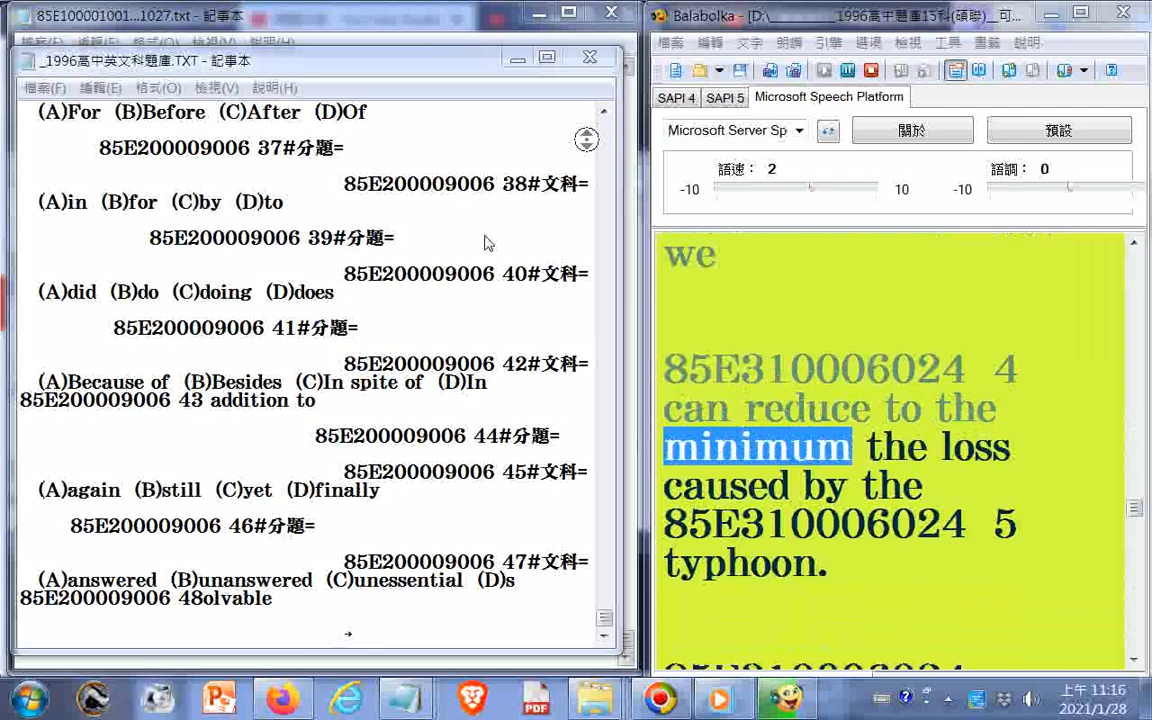 85E100001001...1027.txt - 記事本
_1996高中英文科題庫.TXT - 記事本
檔案(F) 編輯(E) 格式(O) 檢視(V) 說明(H)
(A)For (B)Before (C)After (D)Of
85E200009006 37#分題=
85E200009006 38#文科=
(A)in (B)for (C)by (D)to
85E200009006 39#分題=
85E200009006 40#文科=
(A)did (B)do (C)doing (D)does
85E200009006 41#分題=
85E200009006 42#文科=
(A)Because of (B)Besides (C)In spite of (D)In
85E200009006 43 addition to
85E200009006 44#分題=
85E200009006 45#文科=
(A)again (B)still (C)yet (D)finally
85E200009006 46#分題=
85E200009006 47#文科=
(A)answered (B)unanswered (C)unessential (D)s
85E200009006 48olvable
Balabolka - [D:\________1996高中題庫15科(碩聯)__可...
檔案 編輯 文字 朗讀 引擎 選項 檢視 工具 書籤 說明
SAPI 4 SAPI 5 Microsoft Speech Platform
Microsoft Server Sp 關於 預設
語速: 2 語調: 0
-10 10 -10
we
85E310006024 4
can reduce to the
minimum the loss
caused by the
85E310006024 5
typhoon.
上午 11:16
2021/1/28